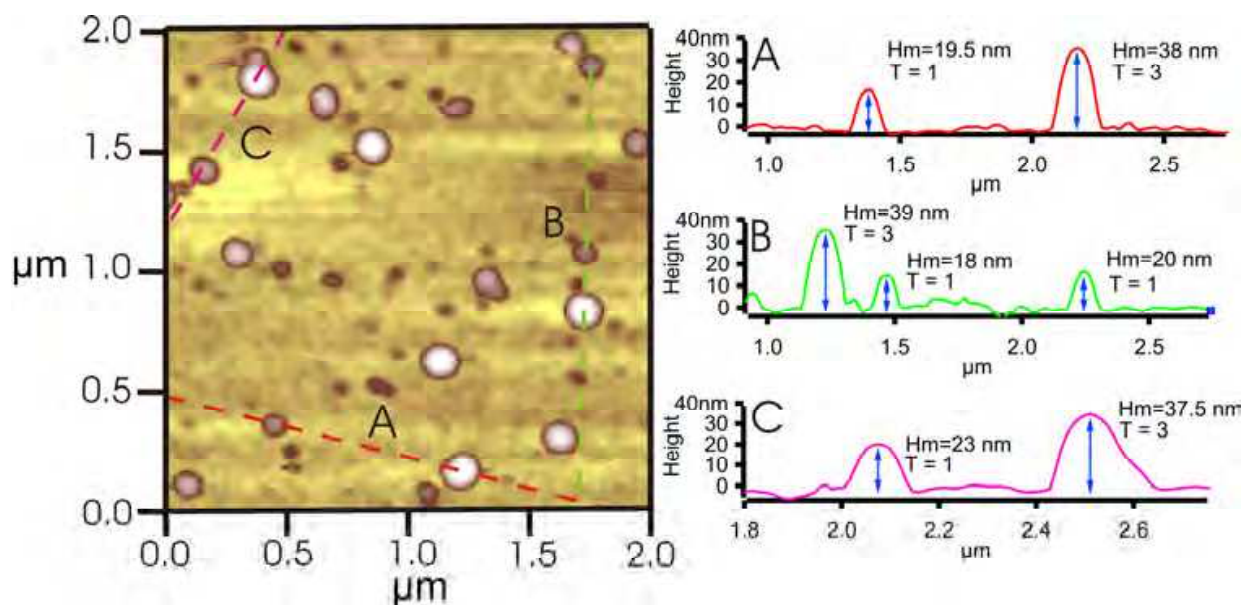 2.0
1.5
µm
1.0
0.5
0.0
0.0 0.5 1.0 1.5 2.0
µm
C
B
A
A
Height
40nm
30
20
10
0
Hm=19.5 nm
T = 1
Hm=38 nm
T = 3
1.0 1.5 2.0 2.5
µm
B
Height
40nm
30
20
10
0
Hm=39 nm
T = 3
Hm=18 nm
T = 1
Hm=20 nm
T = 1
1.0 1.5 2.0 2.5
µm
C
Height
40nm
30
20
10
0
Hm=23 nm
T = 1
Hm=37.5 nm
T = 3
1.8 2.0 2.2 2.4 2.6
µm